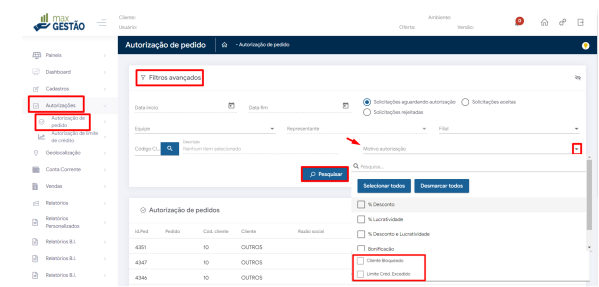 max
GESTÃO
Cliente:
Usuário:
Ambiente:
Oferta:
Versão:
Autorização de pedido
- Autorização de pedido
Painéis
Dashboard
Cadastros
Autorizações
Autorização de pedido
Autorização de limite de crédito
Geolocalização
Conta Corrente
Vendas
Relatórios
Relatórios Personalizados
Relatórios B.I.
Relatórios B.I.
Relatórios B.I.
Filtros avançados
Data início
Data fim
Solicitações aguardando autorização
Solicitações aceitas
Solicitações rejeitadas
Equipe
Representante
Filial
Código Cl...
Nenhum item selecionado
Motivo autorização
Pesquisar
Pesquisa...
Selecionar todos
Desmarcar todos
% Desconto
% Lucratividade
% Desconto e Lucratividade
Bonificação
Cliente Bloqueado
Limite Créd. Excedido
Autorização de pedidos
Id.Ped
Pedido
Cód. cliente
Cliente
Razão social
4351
10
OUTROS
4347
10
OUTROS
4346
10
OUTROS